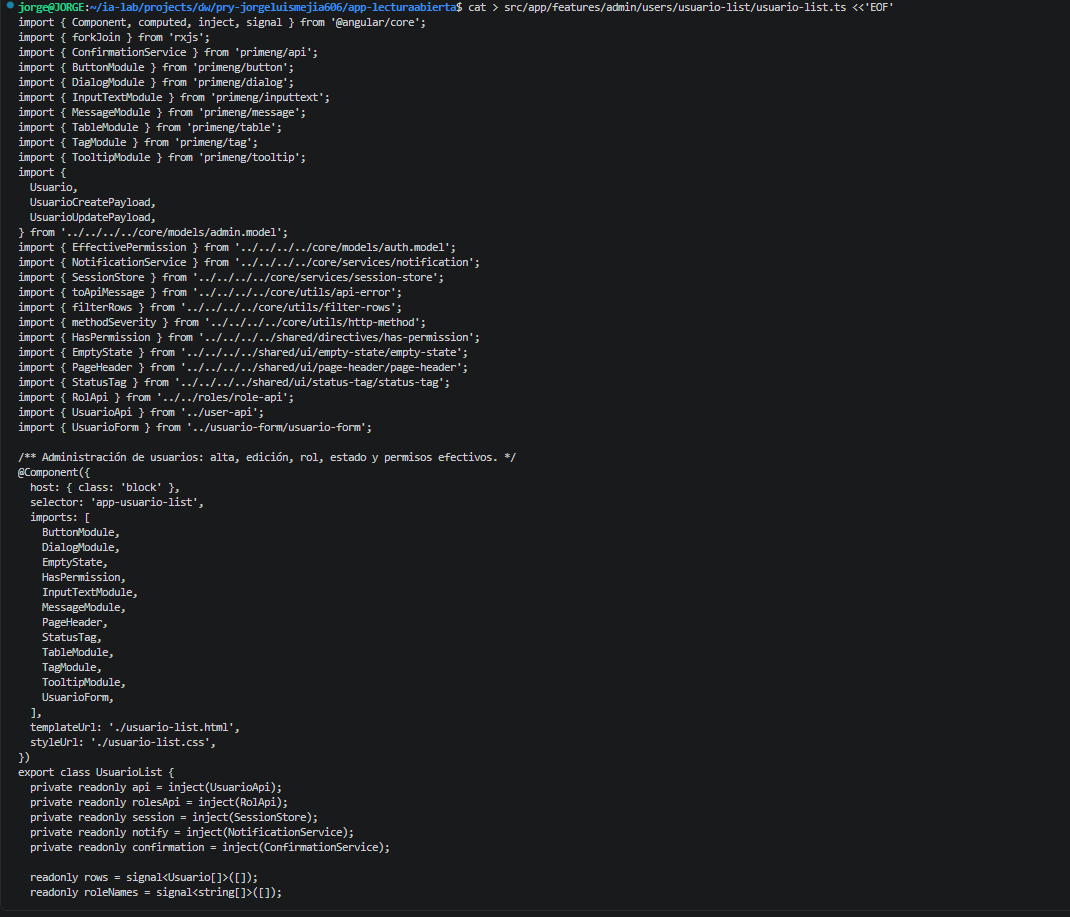 jorge@JORGE:~/ia-lab/projects/dw/pry-jorgeluismejia606/app-lecturaabierta$ cat > src/app/features/admin/users/usuario-list/usuario-list.ts <<'EOF'
import { Component, computed, inject, signal } from '@angular/core';
import { forkJoin } from 'rxjs';
import { ConfirmationService } from 'primeng/api';
import { ButtonModule } from 'primeng/button';
import { DialogModule } from 'primeng/dialog';
import { InputTextModule } from 'primeng/inputtext';
import { MessageModule } from 'primeng/message';
import { TableModule } from 'primeng/table';
import { TagModule } from 'primeng/tag';
import { TooltipModule } from 'primeng/tooltip';
import {
  Usuario,
  UsuarioCreatePayload,
  UsuarioUpdatePayload,
} from '../../../../core/models/admin.model';
import { EffectivePermission } from '../../../../core/models/auth.model';
import { NotificationService } from '../../../../core/services/notification';
import { SessionStore } from '../../../../core/services/session-store';
import { toApiMessage } from '../../../../core/utils/api-error';
import { filterRows } from '../../../../core/utils/filter-rows';
import { methodSeverity } from '../../../../core/utils/http-method';
import { HasPermission } from '../../../../shared/directives/has-permission';
import { EmptyState } from '../../../../shared/ui/empty-state/empty-state';
import { PageHeader } from '../../../../shared/ui/page-header/page-header';
import { StatusTag } from '../../../../shared/ui/status-tag/status-tag';
import { RolApi } from '../../roles/role-api';
import { UsuarioApi } from '../user-api';
import { UsuarioForm } from '../usuario-form/usuario-form';

/** Administración de usuarios: alta, edición, rol, estado y permisos efectivos. */
@Component({
  host: { class: 'block' },
  selector: 'app-usuario-list',
  imports: [
    ButtonModule,
    DialogModule,
    EmptyState,
    HasPermission,
    InputTextModule,
    MessageModule,
    PageHeader,
    StatusTag,
    TableModule,
    TagModule,
    TooltipModule,
    UsuarioForm,
  ],
  templateUrl: './usuario-list.html',
  styleUrl: './usuario-list.css',
})
export class UsuarioList {
  private readonly api = inject(UsuarioApi);
  private readonly rolesApi = inject(RolApi);
  private readonly session = inject(SessionStore);
  private readonly notify = inject(NotificationService);
  private readonly confirmation = inject(ConfirmationService);

  readonly rows = signal<Usuario[]>([]);
  readonly roleNames = signal<string[]>([]);